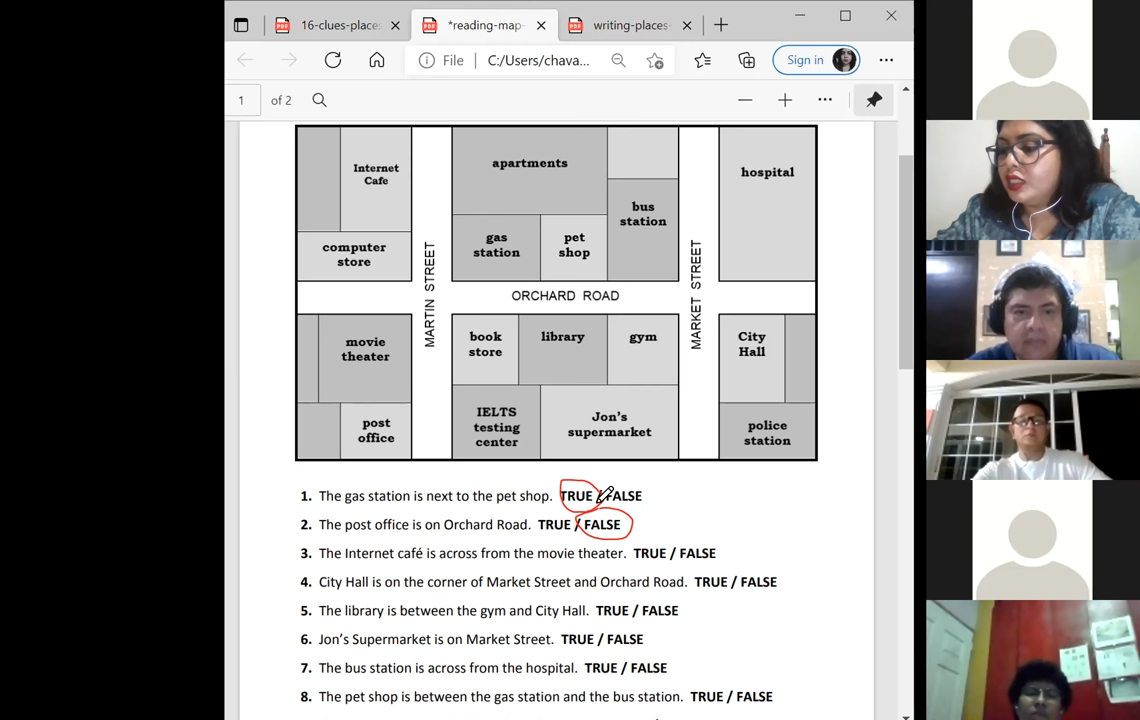 16-clues-place
*reading-map-
writing-places-
Sign in
File
C:/Users/chava...
1
of 2
Internet
Cafe
apartments
hospital
bus
station
computer
store
gas
station
pet
shop
MARTIN STREET
MARKET STREET
ORCHARD ROAD
movie
theater
book
store
library
gym
City
Hall
post
office
IELTS
testing
center
Jon's
supermarket
police
station
1. The gas station is next to the pet shop. TRUE / FALSE
2. The post office is on Orchard Road. TRUE / FALSE
3. The Internet café is across from the movie theater. TRUE / FALSE
4. City Hall is on the corner of Market Street and Orchard Road. TRUE / FALSE
5. The library is between the gym and City Hall. TRUE / FALSE
6. Jon's Supermarket is on Market Street. TRUE / FALSE
7. The bus station is across from the hospital. TRUE / FALSE
8. The pet shop is between the gas station and the bus station. TRUE / FALSE